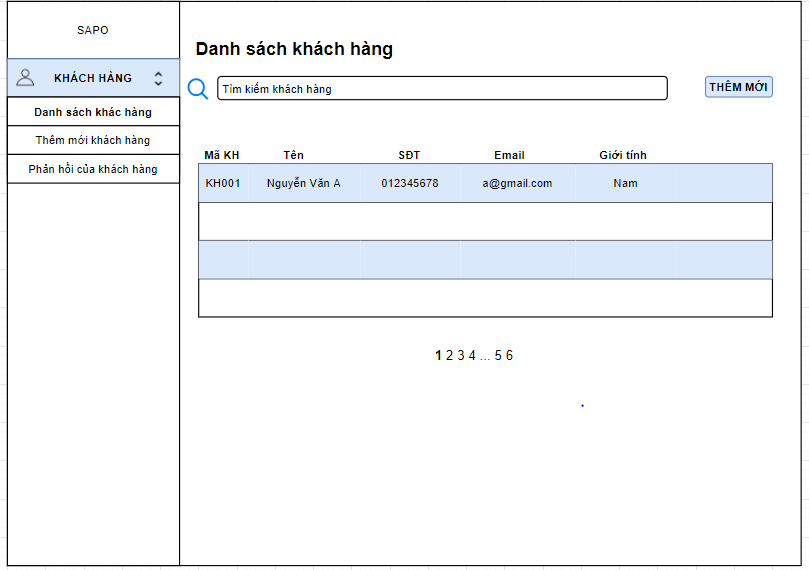 SAPO
KHÁCH HÀNG
Danh sách khác hàng
Thêm mới khách hàng
Phản hồi của khách hàng
Danh sách khách hàng
Tìm kiếm khách hàng
THÊM MỚI
Mã KH Tên SĐT Email Giới tính
KH001 Nguyễn Văn A 012345678 a@gmail.com Nam
1 2 3 4 ... 5 6